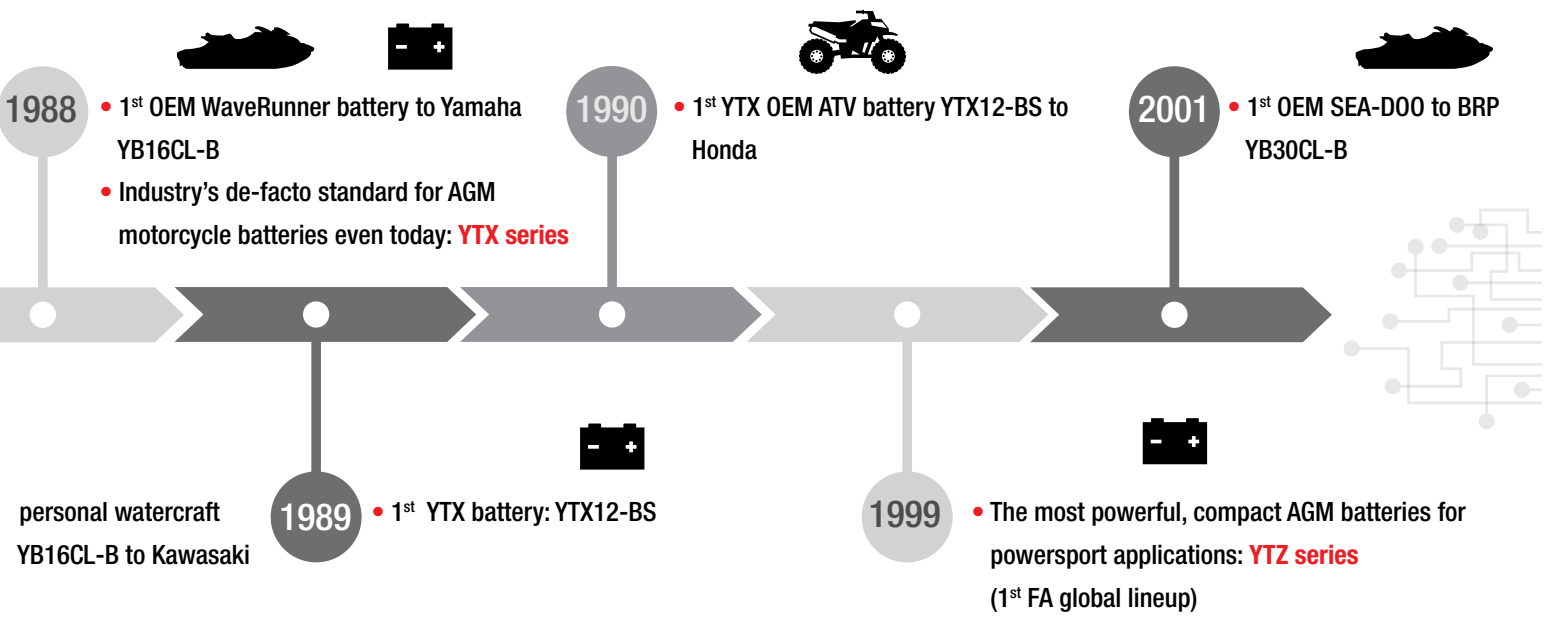 1988
• 1st OEM WaveRunner battery to Yamaha
YB16CL-B
• Industry's de-facto standard for AGM
motorcycle batteries even today: YTX series
1990
• 1st YTX OEM ATV battery YTX12-BS to
Honda
2001
• 1st OEM SEA-DOO to BRP
YB30CL-B
personal watercraft
YB16CL-B to Kawasaki
1989
• 1st YTX battery: YTX12-BS
1999
• The most powerful, compact AGM batteries for
powersport applications: YTZ series
(1st FA global lineup)